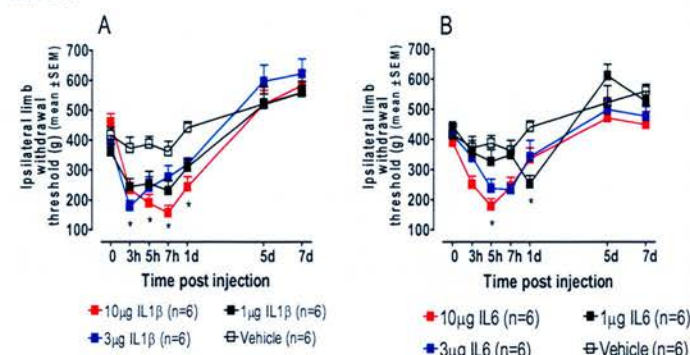 A
Ipsilateral limb
withdrawal
threshold (g) (mean ±SEM)
700
600
500
400
300
200
100
*
*
*
*
0
3h
5h
7h
1d
5d
7d
Time post injection
10µg IL1β (n=6)
1µg IL1β (n=6)
3µg IL1β (n=6)
Vehicle (n=6)
B
Ipsilateral limb
withdrawal
threshold (g) (mean ±SEM)
700
600
500
400
300
200
100
*
*
0
3h
5h
7h
1d
5d
7d
Time post injection
10µg IL6 (n=6)
1µg IL6 (n=6)
3µg IL6 (n=6)
Vehicle (n=6)